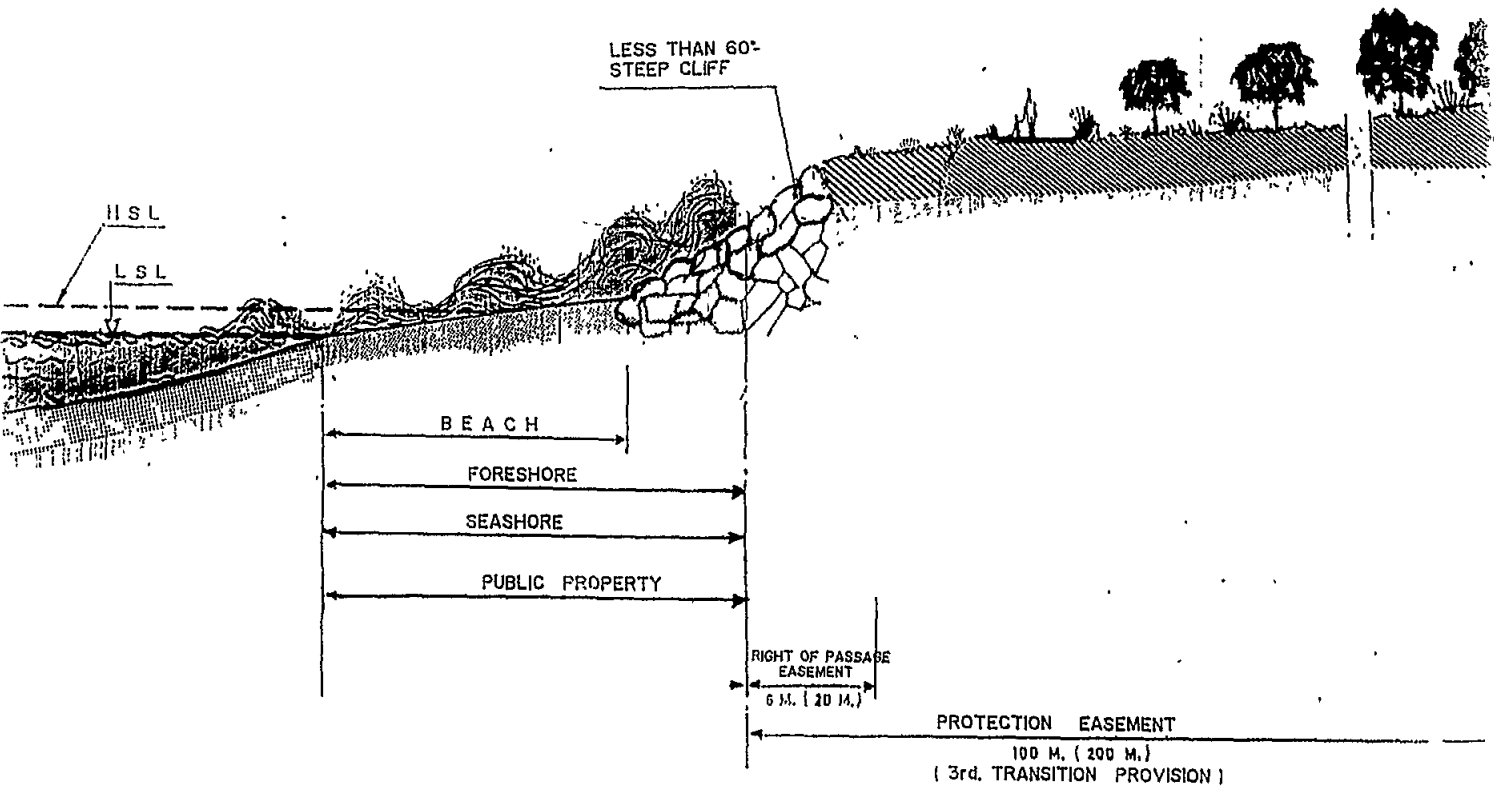 LESS THAN 60°
STEEP CLIFF
HSL
LSL
BEACH
FORESHORE
SEASHORE
PUBLIC PROPERTY
RIGHT OF PASSAGE
EASEMENT
6 M. ( 20 M.)
PROTECTION EASEMENT
100 M. ( 200 M.)
( 3rd. TRANSITION PROVISION )